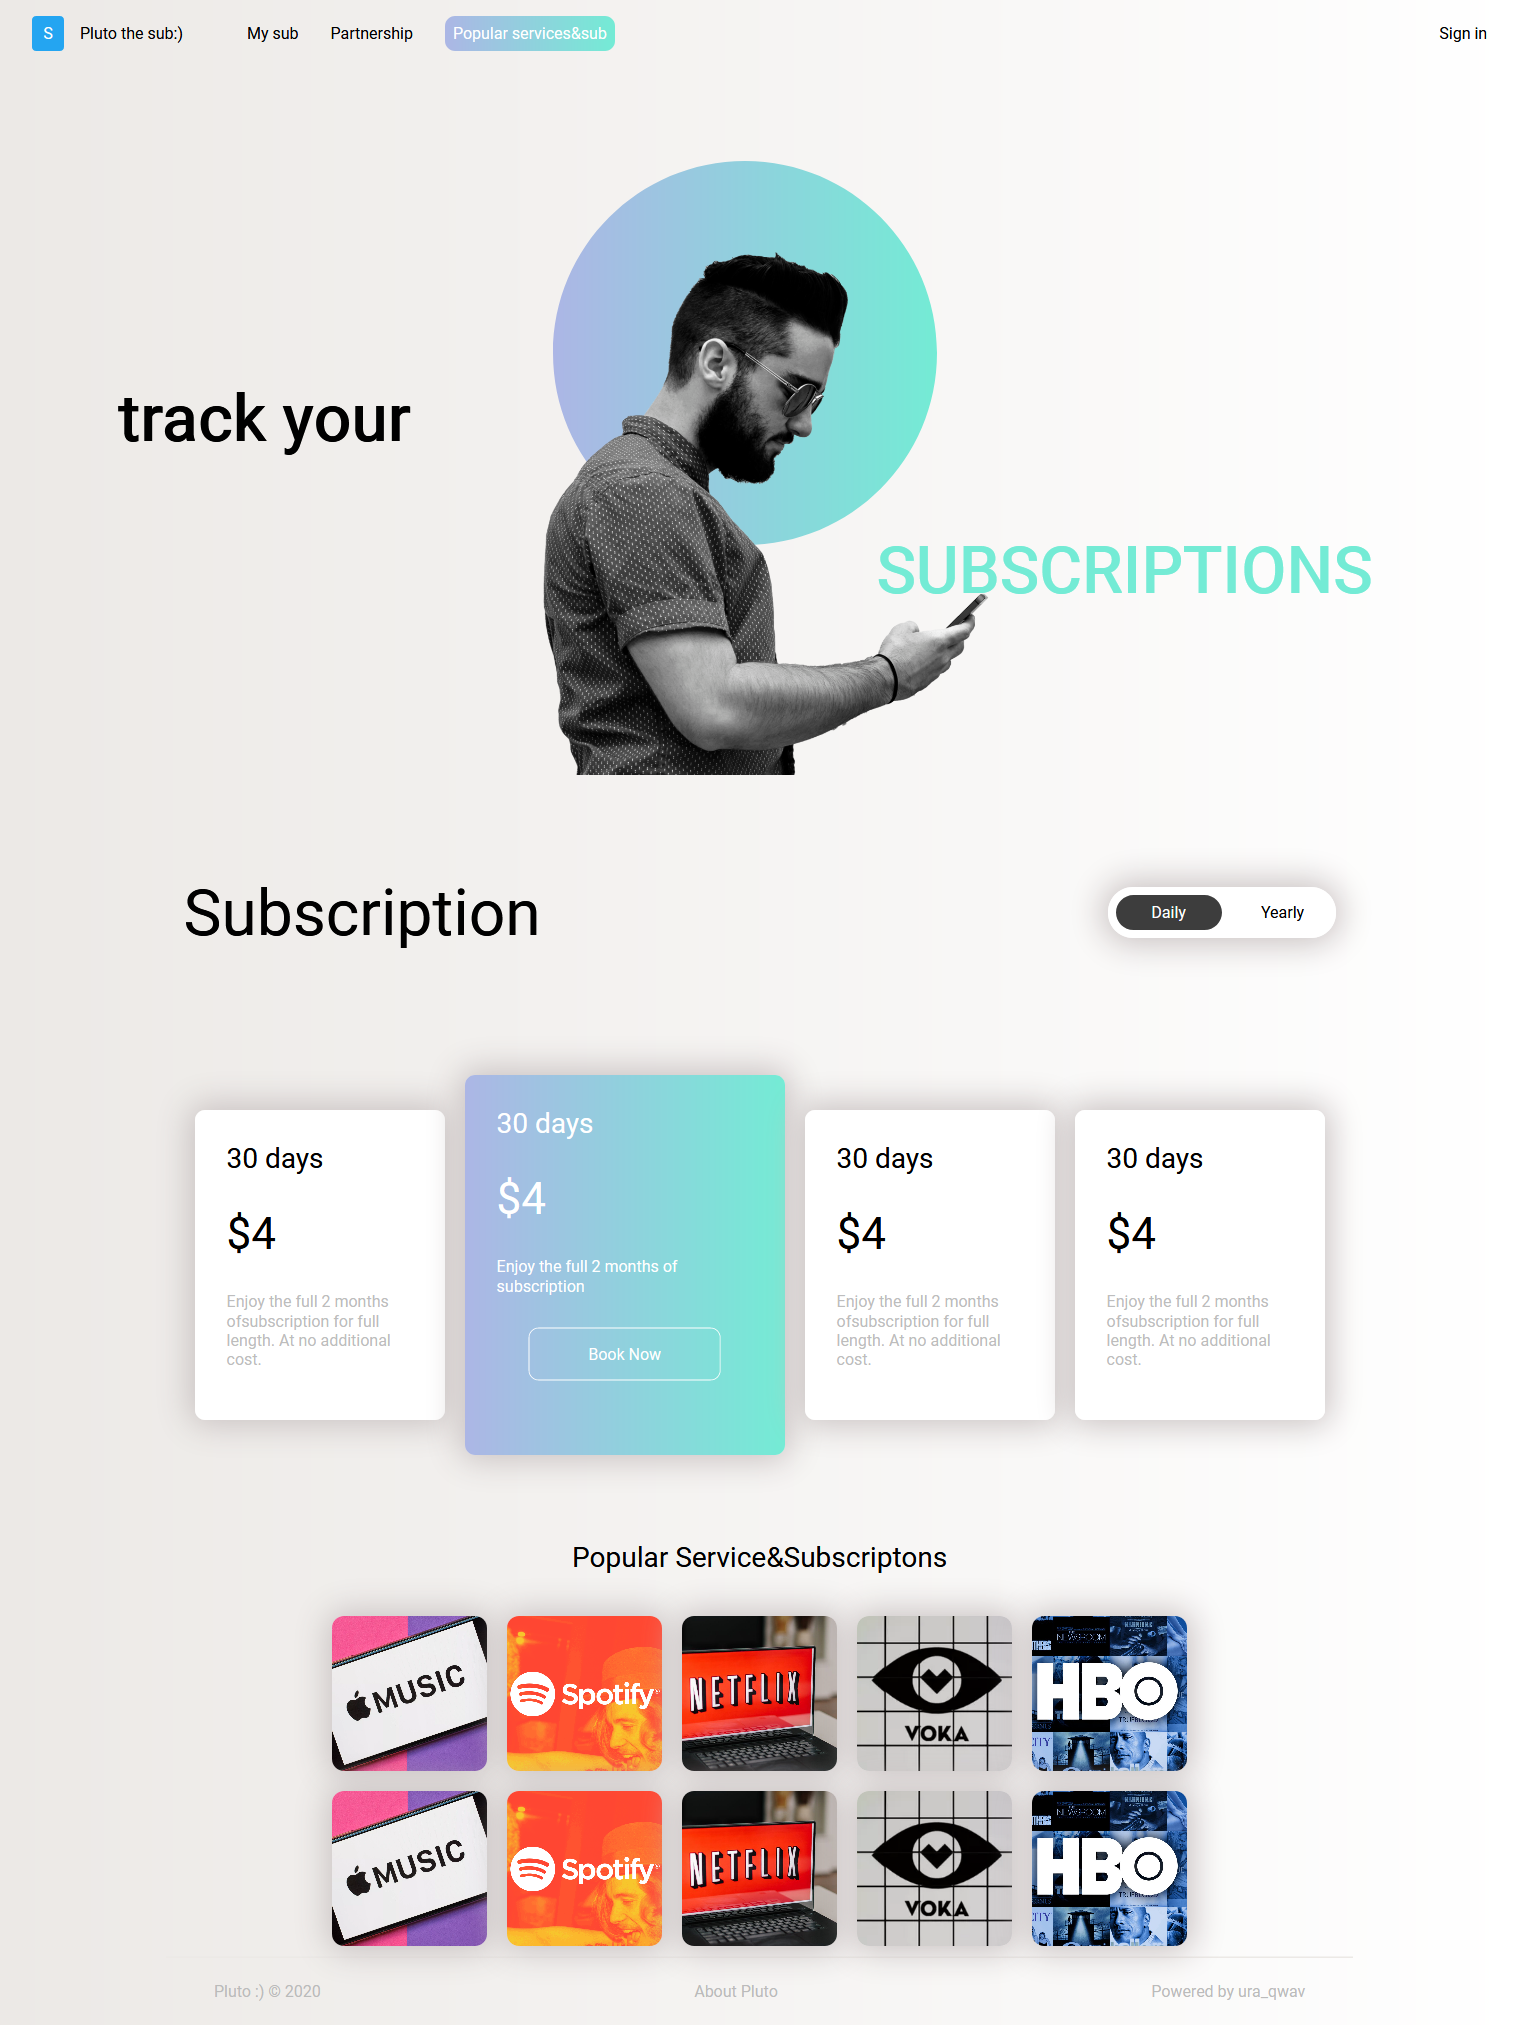 S Pluto the sub:) My sub Partnership Popular services&sub Sign in
track your
SUBSCRIPTIONS
Subscription
Daily Yearly
30 days
$4
Enjoy the full 2 months
ofsubscription for full
length. At no additional
cost.
30 days
$4
Enjoy the full 2 months of
subscription
Book Now
30 days
$4
Enjoy the full 2 months
ofsubscription for full
length. At no additional
cost.
30 days
$4
Enjoy the full 2 months
ofsubscription for full
length. At no additional
cost.
Popular Service&Subscriptons
MUSIC
Spotify
NETFLIX
VOKA
HBO
MUSIC
Spotify
NETFLIX
VOKA
HBO
Pluto :) © 2020 About Pluto Powered by ura_qwav